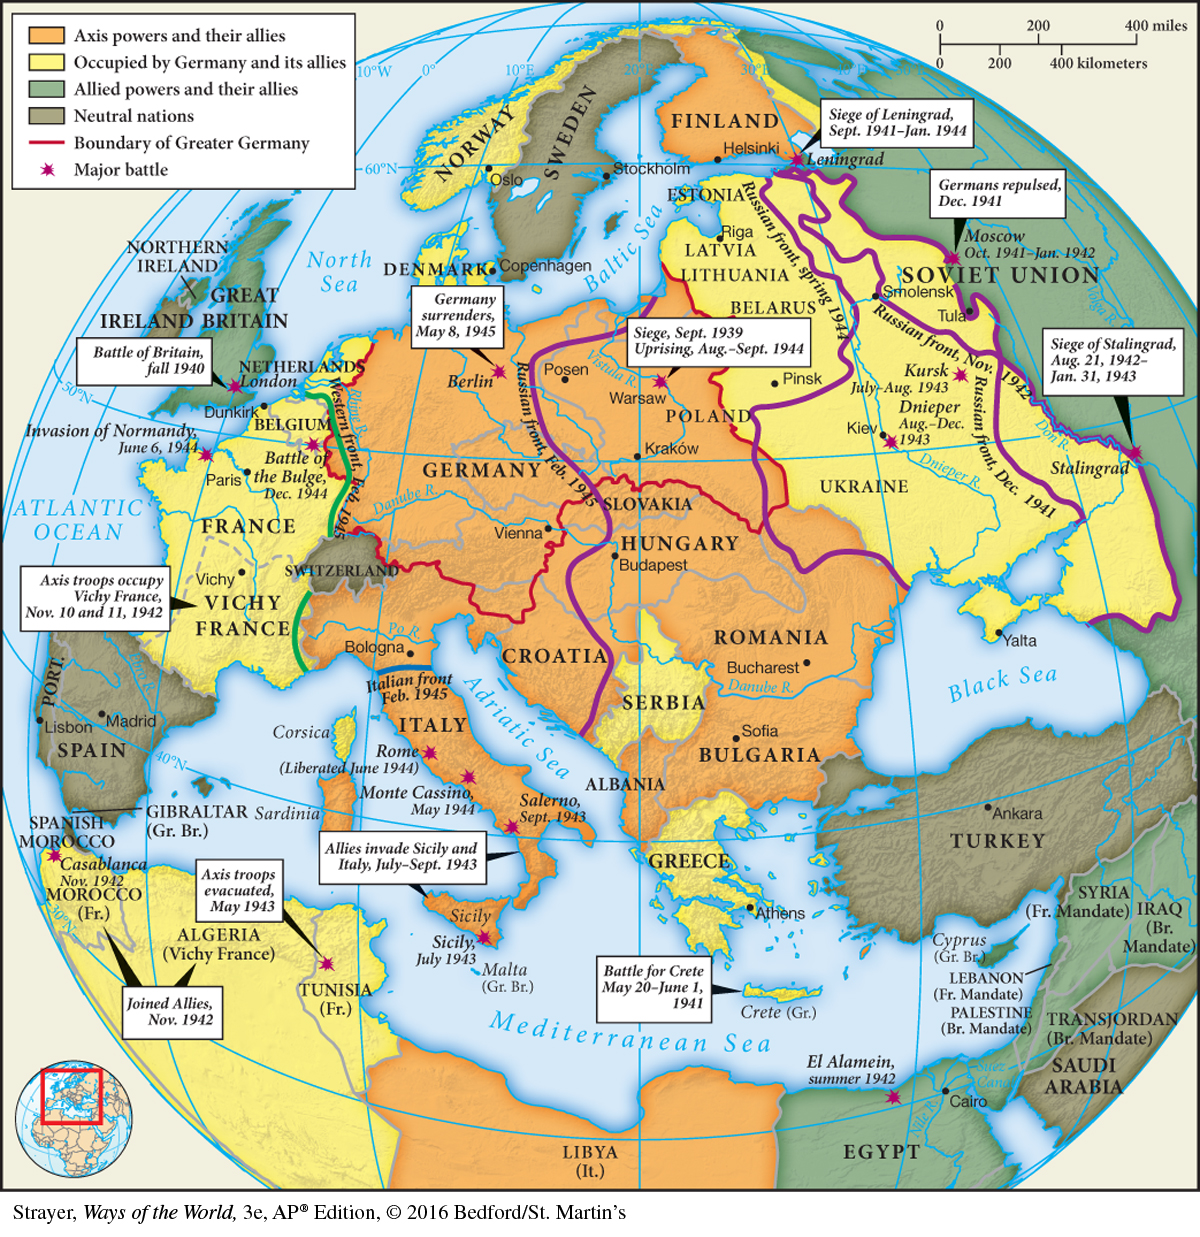 Axis powers and their allies
Occupied by Germany and its allies
Allied powers and their allies
Neutral nations
Boundary of Greater Germany
Major battle
0 200 400 miles
0 200 400 kilometers
10°W
0°
10°E
20°E
30°E
60°N
50°N
40°N
30°N
NORWAY
SWEDEN
FINLAND
Helsinki
Oslo
Stockholm
Siege of Leningrad,
Sept. 1941–Jan. 1944
Leningrad
Germans repulsed,
Dec. 1941
Moscow
Oct. 1941–Jan. 1942
SOVIET UNION
Volga R.
ESTONIA
Riga
LATVIA
LITHUANIA
BELARUS
Smolensk
Tula
Baltic Sea
North
Sea
NORTHERN
IRELAND
GREAT
IRELAND BRITAIN
DENMARK
Copenhagen
Germany
surrenders,
May 8, 1945
Berlin
Siege, Sept. 1939
Uprising, Aug.–Sept. 1944
Posen
Vistula R.
Warsaw
Pinsk
POLAND
Kraków
Russian front, spring 1944
Russian front, Nov. 1942
Russian front, Dec. 1941
Russian front, Feb. 1945
Western front, Feb. 1945
Siege of Stalingrad,
Aug. 21, 1942–
Jan. 31, 1943
Kursk
July–Aug. 1943
Dnieper
Aug.–Dec.
1943
Kiev
Dnieper R.
Don R.
Stalingrad
UKRAINE
Battle of Britain,
fall 1940
London
NETHERLANDS
Dunkirk
BELGIUM
Rhine R.
Invasion of Normandy,
June 6, 1944
Battle of
the Bulge,
Dec. 1944
Paris
ATLANTIC
OCEAN
FRANCE
GERMANY
Danube R.
SLOVAKIA
Vienna
HUNGARY
Budapest
SWITZERLAND
Axis troops occupy
Vichy France,
Nov. 10 and 11, 1942
Vichy
VICHY
FRANCE
Po R.
Bologna
Italian front
Feb. 1945
CROATIA
ROMANIA
Bucharest
Danube R.
SERBIA
Sofia
BULGARIA
Yalta
Black Sea
PORT.
Ebro R.
Lisbon
Madrid
SPAIN
Corsica
Adriatic Sea
ITALY
Rome
(Liberated June 1944)
Monte Cassino,
May 1944
Salerno,
Sept. 1943
ALBANIA
Sardinia
GIBRALTAR
(Gr. Br.)
SPANISH
MOROCCO
Casablanca
Nov. 1942
MOROCCO
(Fr.)
Axis troops
evacuated,
May 1943
Allies invade Sicily and
Italy, July–Sept. 1943
Sicily
Sicily,
July 1943
Malta
(Gr. Br.)
ALGERIA
(Vichy France)
Joined Allies,
Nov. 1942
TUNISIA
(Fr.)
GREECE
Athens
Battle for Crete
May 20–June 1,
1941
Crete (Gr.)
Mediterranean Sea
Ankara
TURKEY
SYRIA
(Fr. Mandate)
IRAQ
(Br.
Mandate)
Cyprus
(Gr. Br.)
LEBANON
(Fr. Mandate)
PALESTINE
(Br. Mandate)
TRANSJORDAN
(Br. Mandate)
SAUDI
ARABIA
El Alamein,
summer 1942
Suez
Canal
Nile R.
Cairo
EGYPT
LIBYA
(It.)
Strayer, Ways of the World, 3e, AP® Edition, © 2016 Bedford/St. Martin's